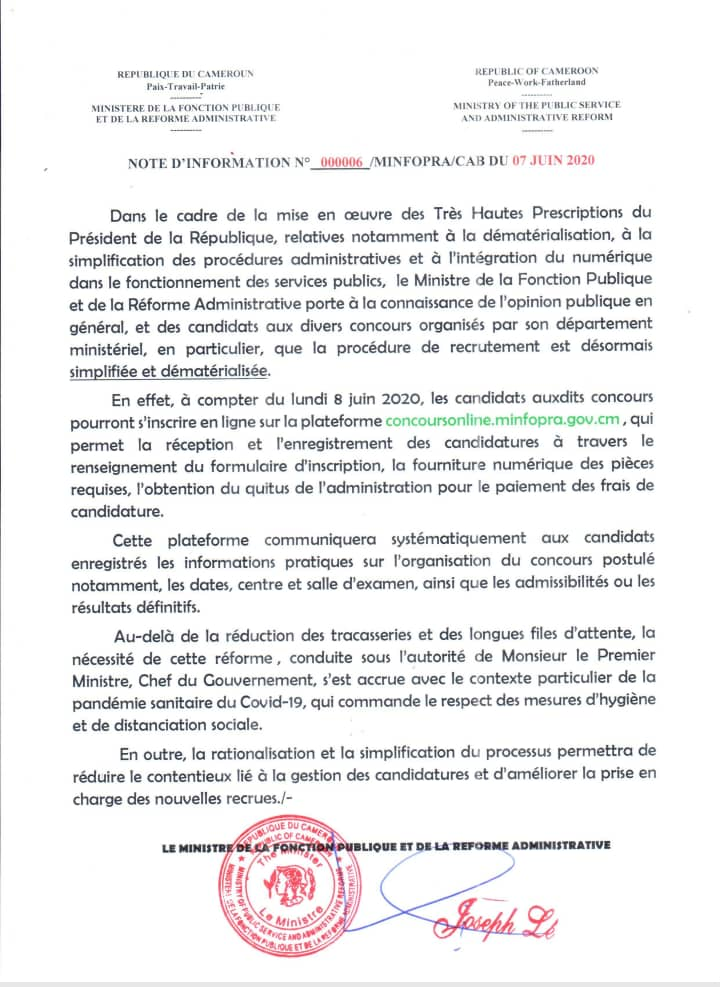 REPUBLIQUE DU CAMEROUN
Paix-Travail-Patrie
----------
MINISTERE DE LA FONCTION PUBLIQUE
ET DE LA REFORME ADMINISTRATIVE
----------
REPUBLIC OF CAMEROON
Peace-Work-Fatherland
----------
MINISTRY OF THE PUBLIC SERVICE
AND ADMINISTRATIVE REFORM
----------
NOTE D'INFORMATION N° 000006 /MINFOPRA/CAB DU 07 JUIN 2020
Dans le cadre de la mise en œuvre des Très Hautes Prescriptions du
Président de la République, relatives notamment à la dématérialisation, à la
simplification des procédures administratives et à l'intégration du numérique
dans le fonctionnement des services publics, le Ministre de la Fonction Publique
et de la Réforme Administrative porte à la connaissance de l'opinion publique en
général, et des candidats aux divers concours organisés par son département
ministériel, en particulier, que la procédure de recrutement est désormais
simplifiée et dématérialisée.
En effet, à compter du lundi 8 juin 2020, les candidats auxdits concours
pourront s'inscrire en ligne sur la plateforme concoursonline.minfopra.gov.cm , qui
permet la réception et l'enregistrement des candidatures à travers le
renseignement du formulaire d'inscription, la fourniture numérique des pièces
requises, l'obtention du quitus de l'administration pour le paiement des frais de
candidature.
Cette plateforme communiquera systématiquement aux candidats
enregistrés les informations pratiques sur l'organisation du concours postulé
notamment, les dates, centre et salle d'examen, ainsi que les admissibilités ou les
résultats définitifs.
Au-delà de la réduction des tracasseries et des longues files d'attente, la
nécessité de cette réforme , conduite sous l'autorité de Monsieur le Premier
Ministre, Chef du Gouvernement, s'est accrue avec le contexte particulier de la
pandémie sanitaire du Covid-19, qui commande le respect des mesures d'hygiène
et de distanciation sociale.
En outre, la rationalisation et la simplification du processus permettra de
réduire le contentieux lié à la gestion des candidatures et d'améliorer la prise en
charge des nouvelles recrues./-
LE MINISTRE DE LA FONCTION PUBLIQUE ET DE LA REFORME ADMINISTRATIVE
REPUBLIQUE DU CAMEROUN
REPUBLIC OF CAMEROON
The Minister
Le Ministre
MINISTRY OF PUBLIC SERVICE AND ADMINISTRATIVE REFORM
MINISTERE DE LA FONCTION PUBLIQUE ET DE LA REFORME ADMINISTRATIVE
Joseph Lé